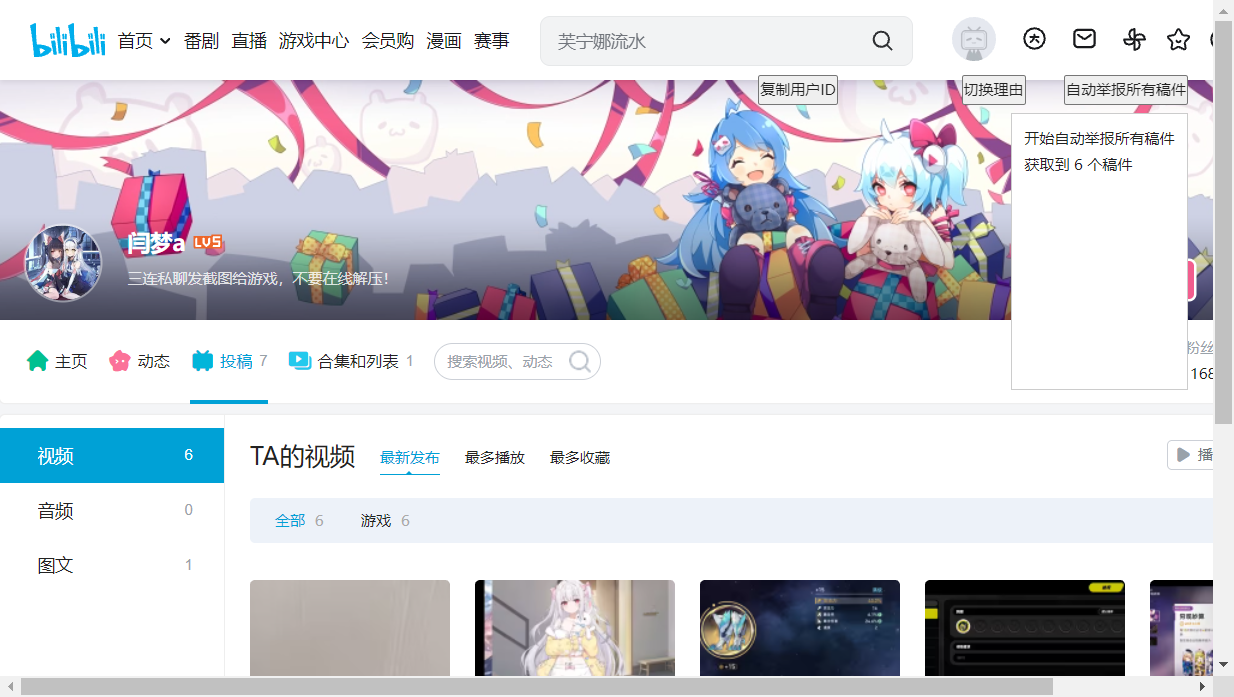 bilibili 首页 番剧 直播 游戏中心 会员购 漫画 赛事 芙宁娜流水
复制用户ID 切换理由 自动举报所有稿件
开始自动举报所有稿件
获取到 6 个稿件
闫梦a LV5
三连私聊发截图给游戏，不要在线解压！
主页 动态 投稿 7 合集和列表 1 搜索视频、动态 粉丝
168
视频 6
音频 0
图文 1
TA的视频 最新发布 最多播放 最多收藏 播
全部 6 游戏 6
+15